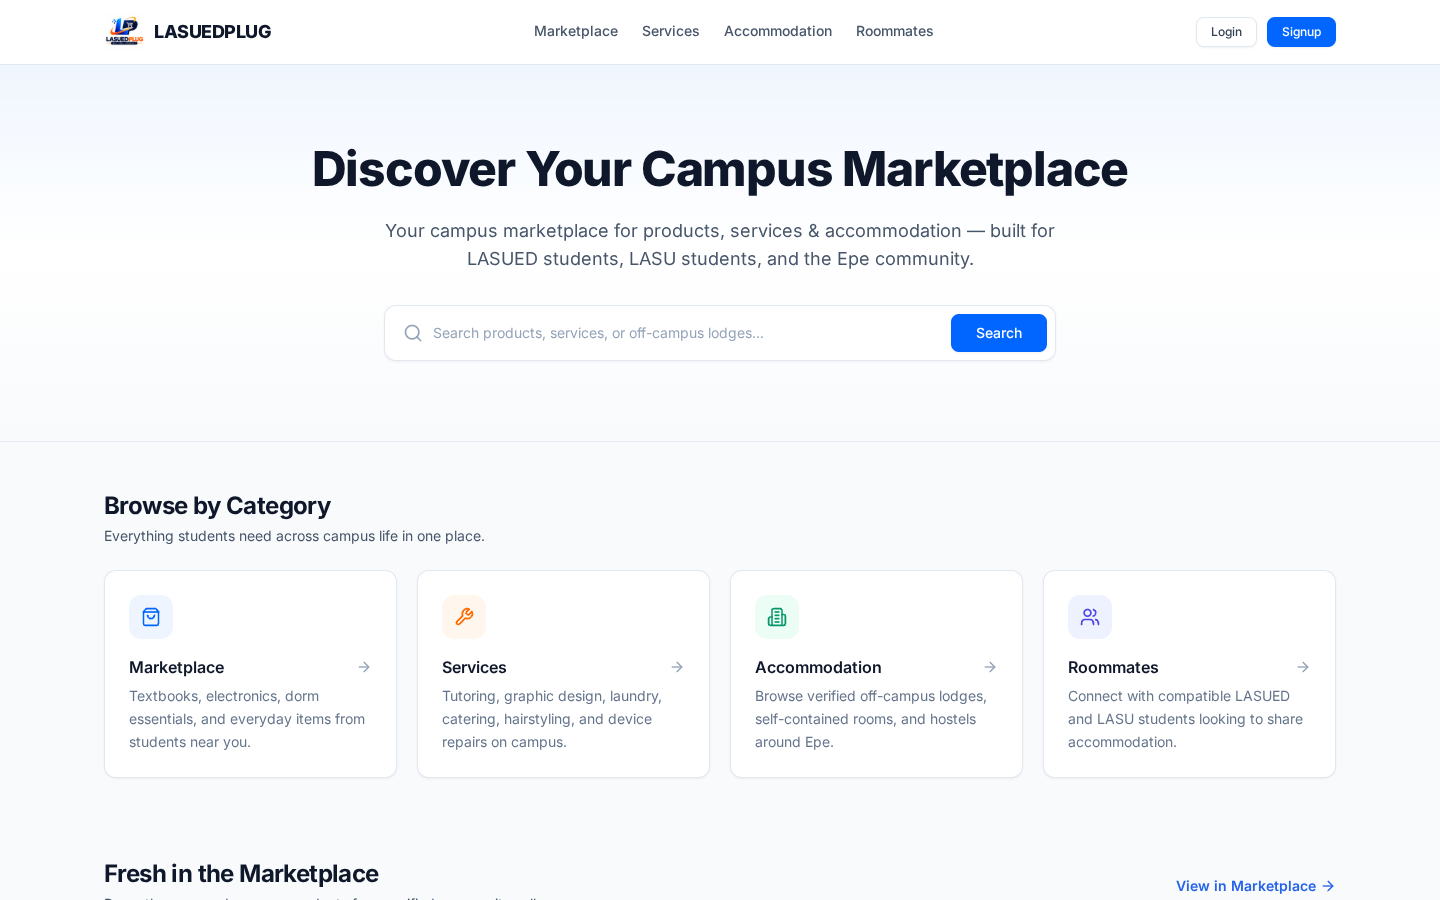 LASUEDPLUG
LASUEDPLUG
Marketplace
Services
Accommodation
Roommates
Login
Signup
Discover Your Campus Marketplace
Your campus marketplace for products, services & accommodation — built for
LASUED students, LASU students, and the Epe community.
Search products, services, or off-campus lodges...
Search
Browse by Category
Everything students need across campus life in one place.
Marketplace
Textbooks, electronics, dorm
essentials, and everyday items from
students near you.
Services
Tutoring, graphic design, laundry,
catering, hairstyling, and device
repairs on campus.
Accommodation
Browse verified off-campus lodges,
self-contained rooms, and hostels
around Epe.
Roommates
Connect with compatible LASUED
and LASU students looking to share
accommodation.
Fresh in the Marketplace
View in Marketplace